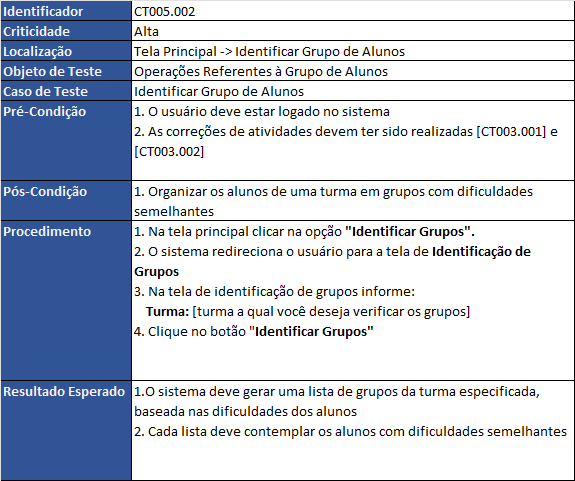 Identificador CT005.002
Criticidade Alta
Localização Tela Principal -> Identificar Grupo de Alunos
Objeto de Teste Operações Referentes à Grupo de Alunos
Caso de Teste Identificar Grupo de Alunos
Pré-Condição 1. O usuário deve estar logado no sistema
2. As correções de atividades devem ter sido realizadas [CT003.001] e
[CT003.002]
Pós-Condição 1. Organizar os alunos de uma turma em grupos com dificuldades
semelhantes
Procedimento 1. Na tela principal clicar na opção "Identificar Grupos".
2. O sistema redireciona o usuário para a tela de Identificação de
Grupos
3. Na tela de identificação de grupos informe:
Turma: [turma a qual você deseja verificar os grupos]
4. Clique no botão "Identificar Grupos"
Resultado Esperado 1.O sistema deve gerar uma lista de grupos da turma especificada,
baseada nas dificuldades dos alunos
2. Cada lista deve contemplar os alunos com dificuldades semelhantes